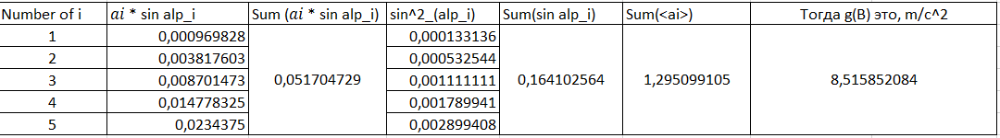 Number of i 𝑎𝑖 * sin alp_i Sum (𝑎𝑖 * sin alp_i) sin^2_(alp_i) Sum(sin alp_i) Sum(<ai>) Тогда g(B) это, m/c^2
1 0,000969828 0,000133136
2 0,003817603 0,000532544
3 0,008701473 0,051704729 0,001111111 0,164102564 1,295099105 8,515852084
4 0,014778325 0,001789941
5 0,0234375 0,002899408